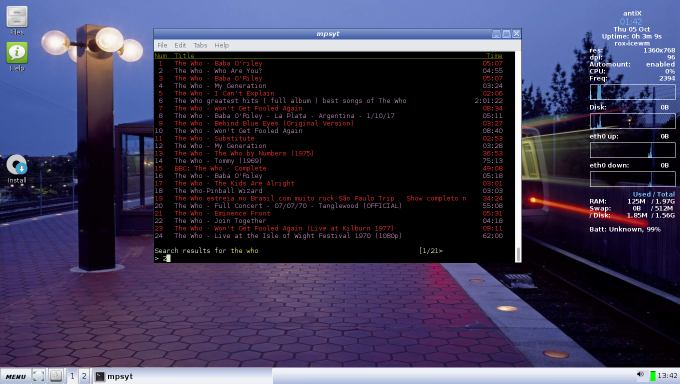 mpsyt
File Edit Tabs Help
Num Title Time
1 The Who - Baba O'riley 05:07
2 The Who - Who Are You? 04:55
3 The Who - Baba O'riley 05:07
4 The Who - My Generation 03:24
5 The Who - I Can't Explain 02:06
6 The Who greatest hits ( full album ) best songs of The Who 2:01:22
7 The Who - Won't Get Fooled Again 08:34
8 The Who - Baba O'Riley - La Plata - Argentina - 1/10/17 05:11
9 The Who - Behind Blue Eyes (Original Version) 03:27
10 The Who - Won't Get Fooled Again 08:40
11 The Who - Substitute 02:53
12 The Who - My Generation 03:28
13 The Who - The Who by Numbers (1975) 36:53
14 The Who - Tommy (1969) 75:13
15 BBC: The Who - Complete 49:08
16 The Who - Baba O'Riley 05:18
17 The Who - The Kids Are Alright 03:01
18 The Who-Pinball Wizard 03:03
19 The Who estreia no Brasil com muito rock São Paulo Trip Show completo n
20 The Who - Full Concert - 07/07/70 - Tanglewood (OFFICIAL) 55:08
21 The Who - Eminence Front 05:31
22 The Who - Join Together 04:16
23 The Who - Won't Get Fooled Again (Live at Kilburn 1977) 09:11
24 The Who - Live at the Isle of Wight Festival 1970 (1080p) 62:00
Search results for the who [1/21>
> 2
Files
Help
Install
antiX
01:42
Thu 05 Oct
Uptime: 0h 3m 9s
rox-icewm
res: 1360x768
dpi: 96
Automount: enabled
CPU: 0%
Freq: 2394
Disk: 0B
eth0 up: 0B
eth0 down: 0B
Used / Total
RAM: 125M / 1.97G
Swap: 0B / 512M
/ Disk: 1.85M / 1.56G
Batt: Unknown, 99%
MENU 1 2 mpsyt 13:42